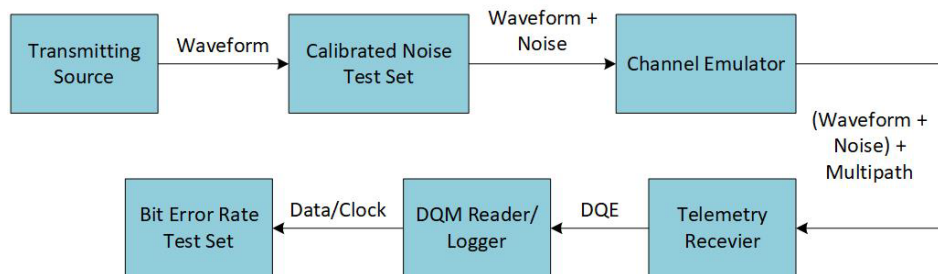 Transmitting
Source
Waveform
Calibrated Noise
Test Set
Waveform +
Noise
Channel Emulator
(Waveform +
Noise) +
Multipath
Telemetry
Recevier
DQE
DQM Reader/
Logger
Data/Clock
Bit Error Rate
Test Set